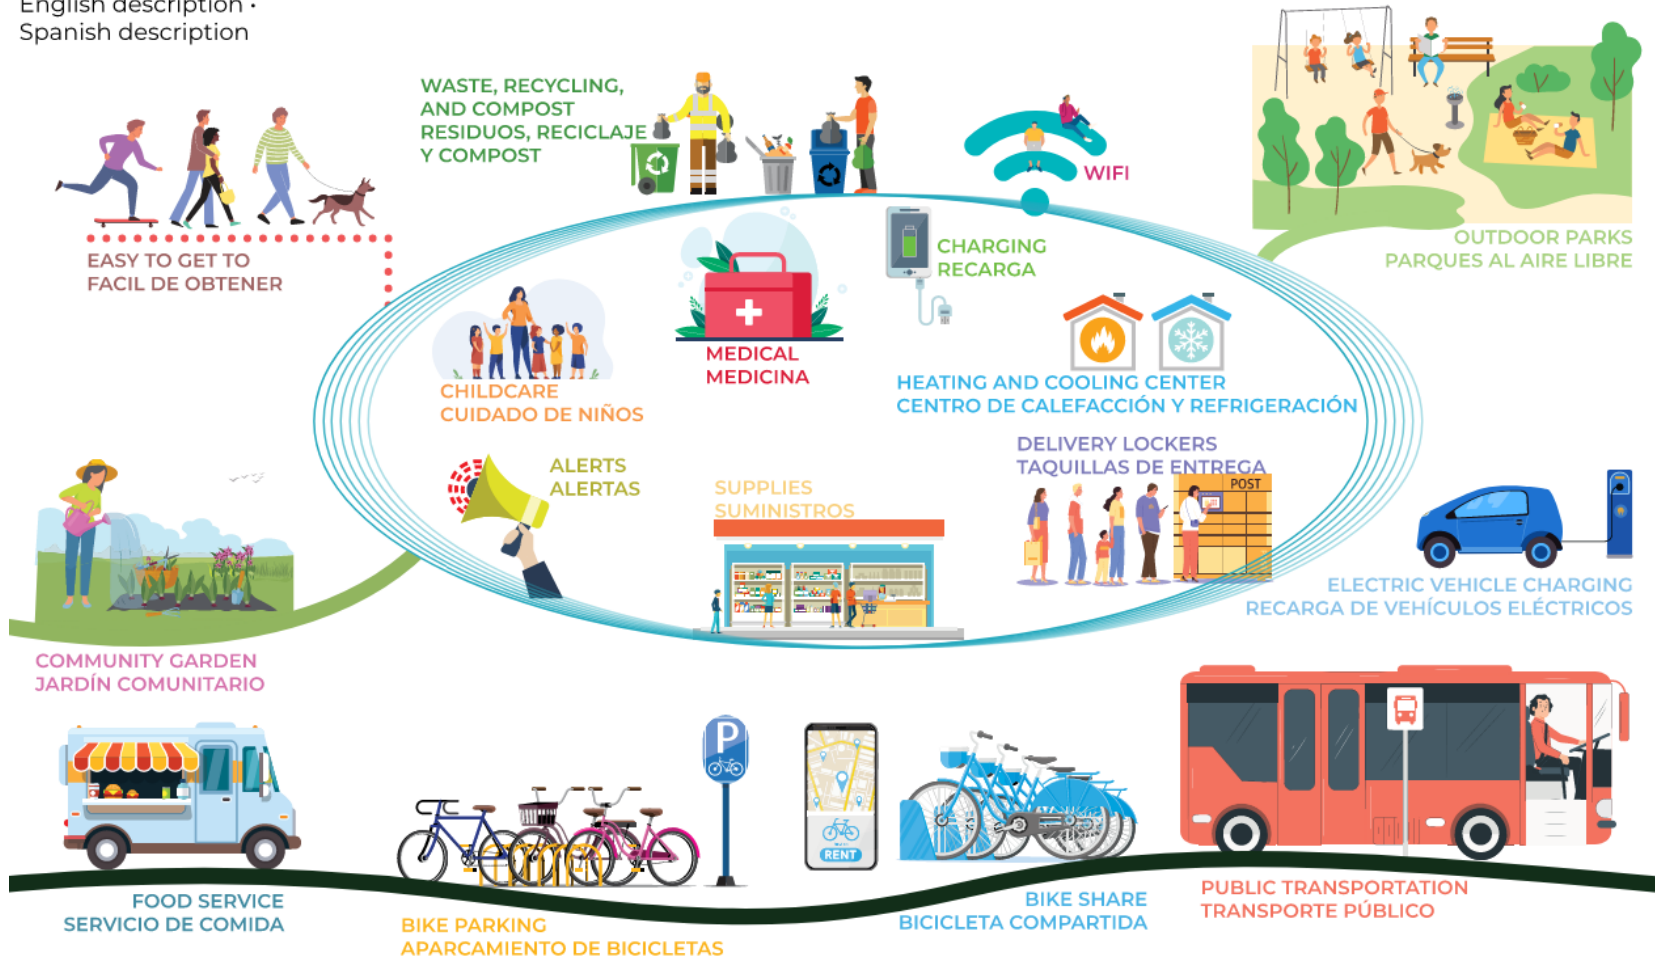 English description •
Spanish description
WASTE, RECYCLING,
AND COMPOST
RESIDUOS, RECICLAJE
Y COMPOST
WIFI
OUTDOOR PARKS
PARQUES AL AIRE LIBRE
EASY TO GET TO
FACIL DE OBTENER
CHARGING
RECARGA
MEDICAL
MEDICINA
CHILDCARE
CUIDADO DE NIÑOS
HEATING AND COOLING CENTER
CENTRO DE CALEFACCIÓN Y REFRIGERACIÓN
DELIVERY LOCKERS
TAQUILLAS DE ENTREGA
POST
ALERTS
ALERTAS
SUPPLIES
SUMINISTROS
ELECTRIC VEHICLE CHARGING
RECARGA DE VEHÍCULOS ELÉCTRICOS
COMMUNITY GARDEN
JARDÍN COMUNITARIO
P
RENT
FOOD SERVICE
SERVICIO DE COMIDA
BIKE PARKING
APARCAMIENTO DE BICICLETAS
BIKE SHARE
BICICLETA COMPARTIDA
PUBLIC TRANSPORTATION
TRANSPORTE PÚBLICO